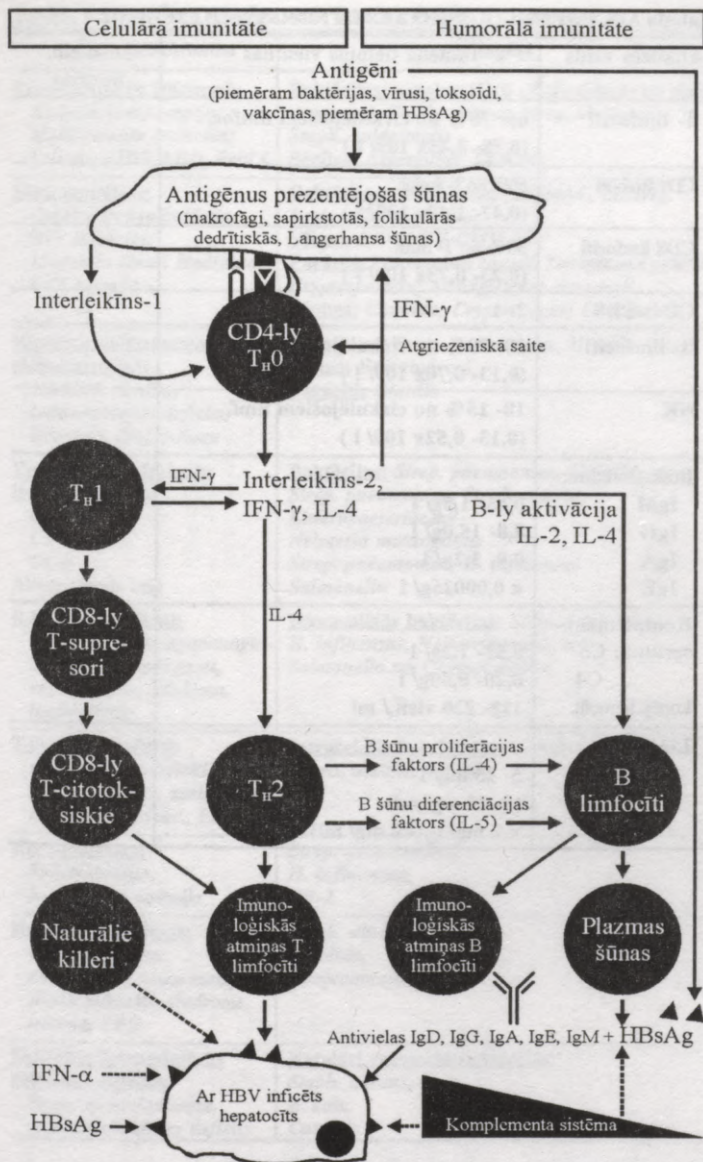 Celulārā imunitāte
Humorālā imunitāte
Antigēni
(piemēram baktērijas, vīrusi, toksoīdi,
vakcīnas, piemēram HBsAg)
Antigēnus prezentējošās šūnas
(makrofāgi, sapirkstotās, folikulārās
dedrītiskās, Langerhansa šūnas)
Interleikīns-1
IFN-γ
CD4-ly
TH0
Atgriezeniskā saite
TH1
IFN-γ
Interleikīns-2,
IFN-γ, IL-4
B-ly aktivācija
IL-2, IL-4
CD8-ly
T-supre-
sori
IL-4
CD8-ly
T-citotok-
siskie
TH2
B šūnu proliferācijas
faktors (IL-4)
B šūnu diferenciācijas
faktors (IL-5)
B
limfocīti
Naturālie
killeri
Imuno-
loģiskās
atmiņas T
limfocīti
Imuno-
loģiskās
atmiņas B
limfocīti
Plazmas
šūnas
Antivielas IgD, IgG, IgA, IgE, IgM + HBsAg
IFN-α
HBsAg
Ar HBV inficēts
hepatocīts
Komplementa sistēma